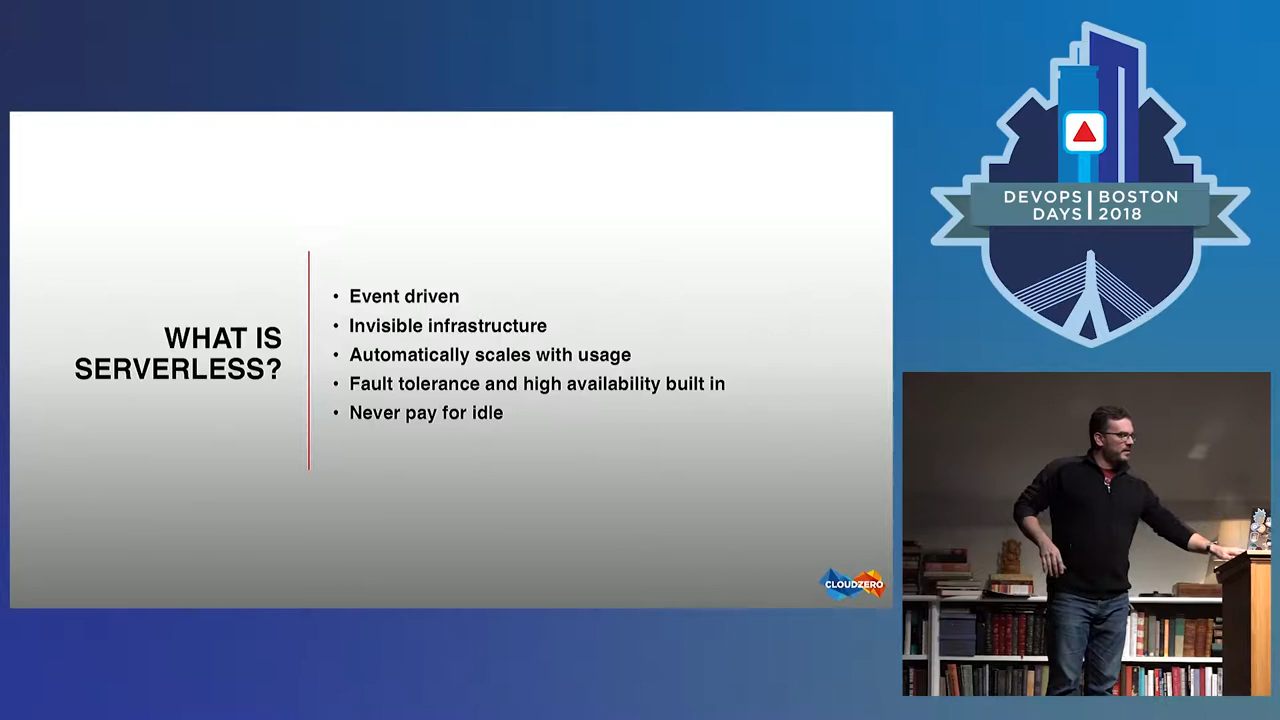 WHAT IS
SERVERLESS?
• Event driven
• Invisible infrastructure
• Automatically scales with usage
• Fault tolerance and high availability built in
• Never pay for idle
CLOUDZERO
DEVOPS | BOSTON
DAYS | 2018